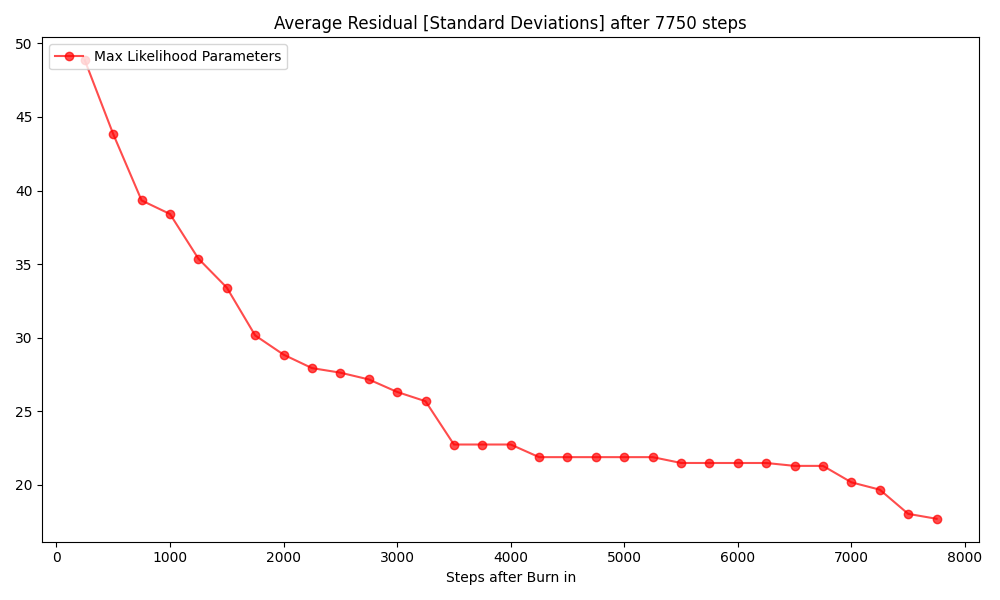 Average Residual [Standard Deviations] after 7750 steps
Max Likelihood Parameters
50
45
40
35
30
25
20
0 1000 2000 3000 4000 5000 6000 7000 8000
Steps after Burn in